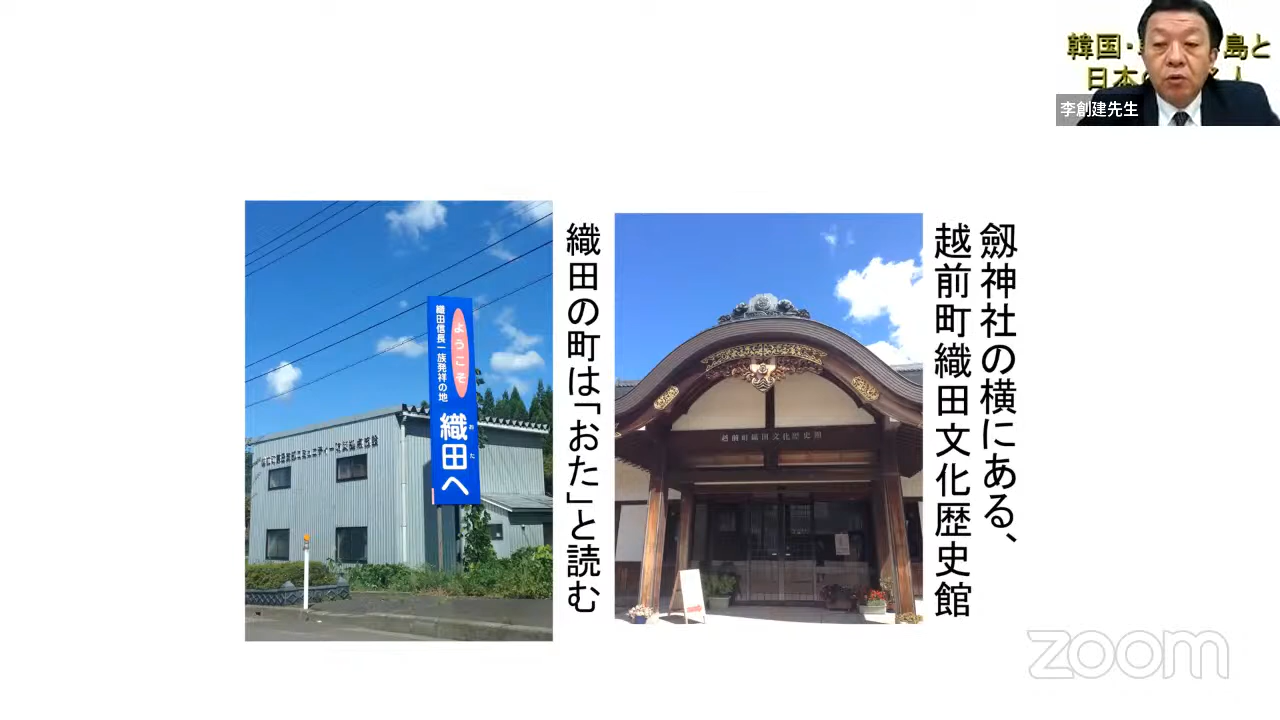 韓国・
島と
日本の
人
李創建先生
劔神社の横にある、
越前町織田文化歴史館
越前町織田文化歴史館
織田の町は「おた」と読む
ようこそ
織田信長一族発祥の地
織田へ
おた
zoom